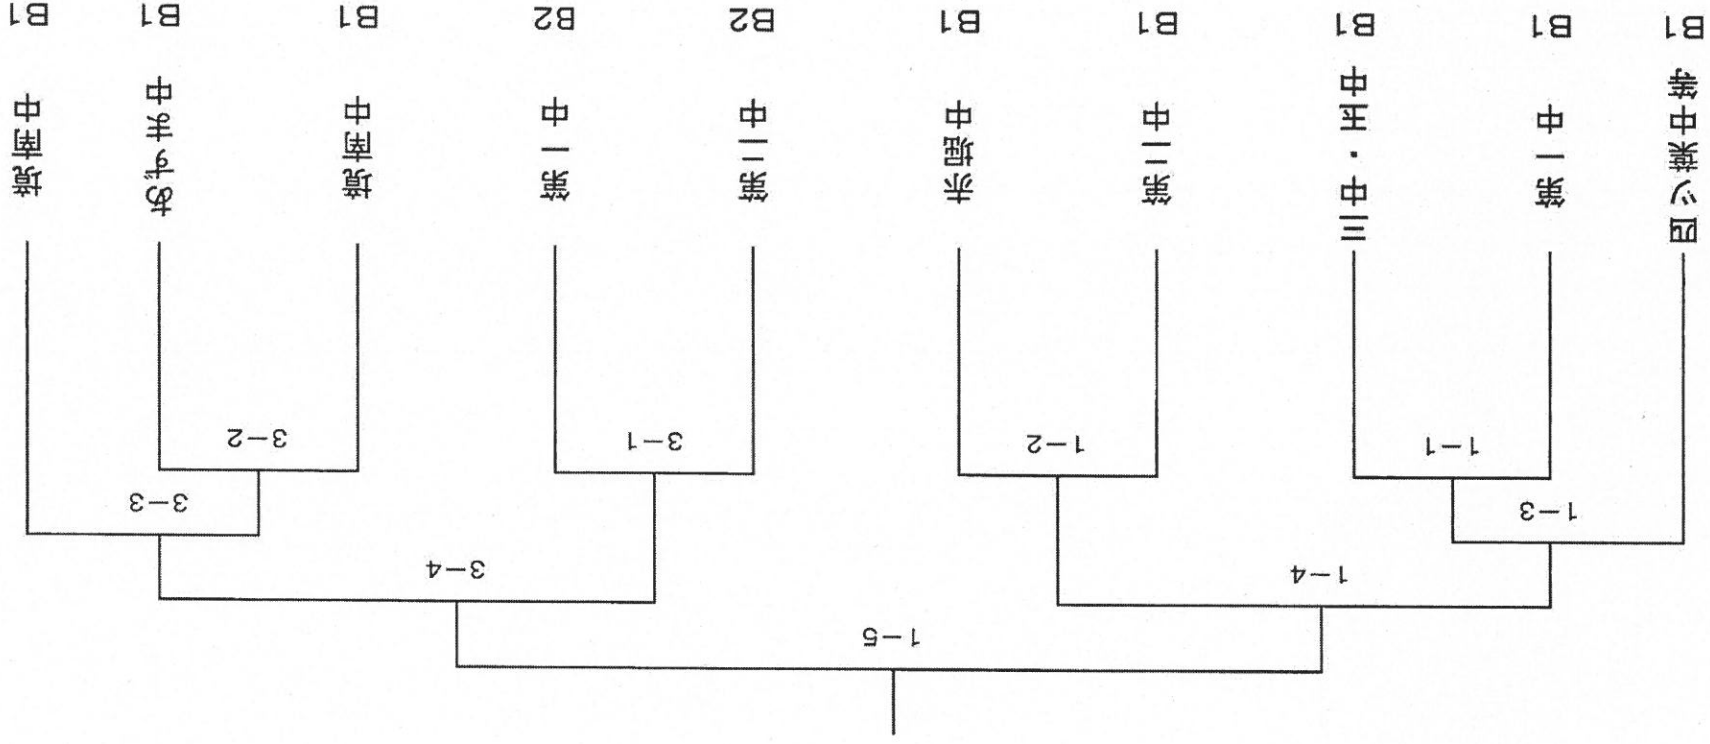 1-5
1-4
3-4
1-3
3-3
1-1
1-2
3-1
3-2
四ツ葉中等
第一中
三中・玉中
第二中
赤堀中
第二中
第一中
境南中
あずま中
境南中
B1
B1
B1
B1
B1
B2
B2
B1
B1
B1